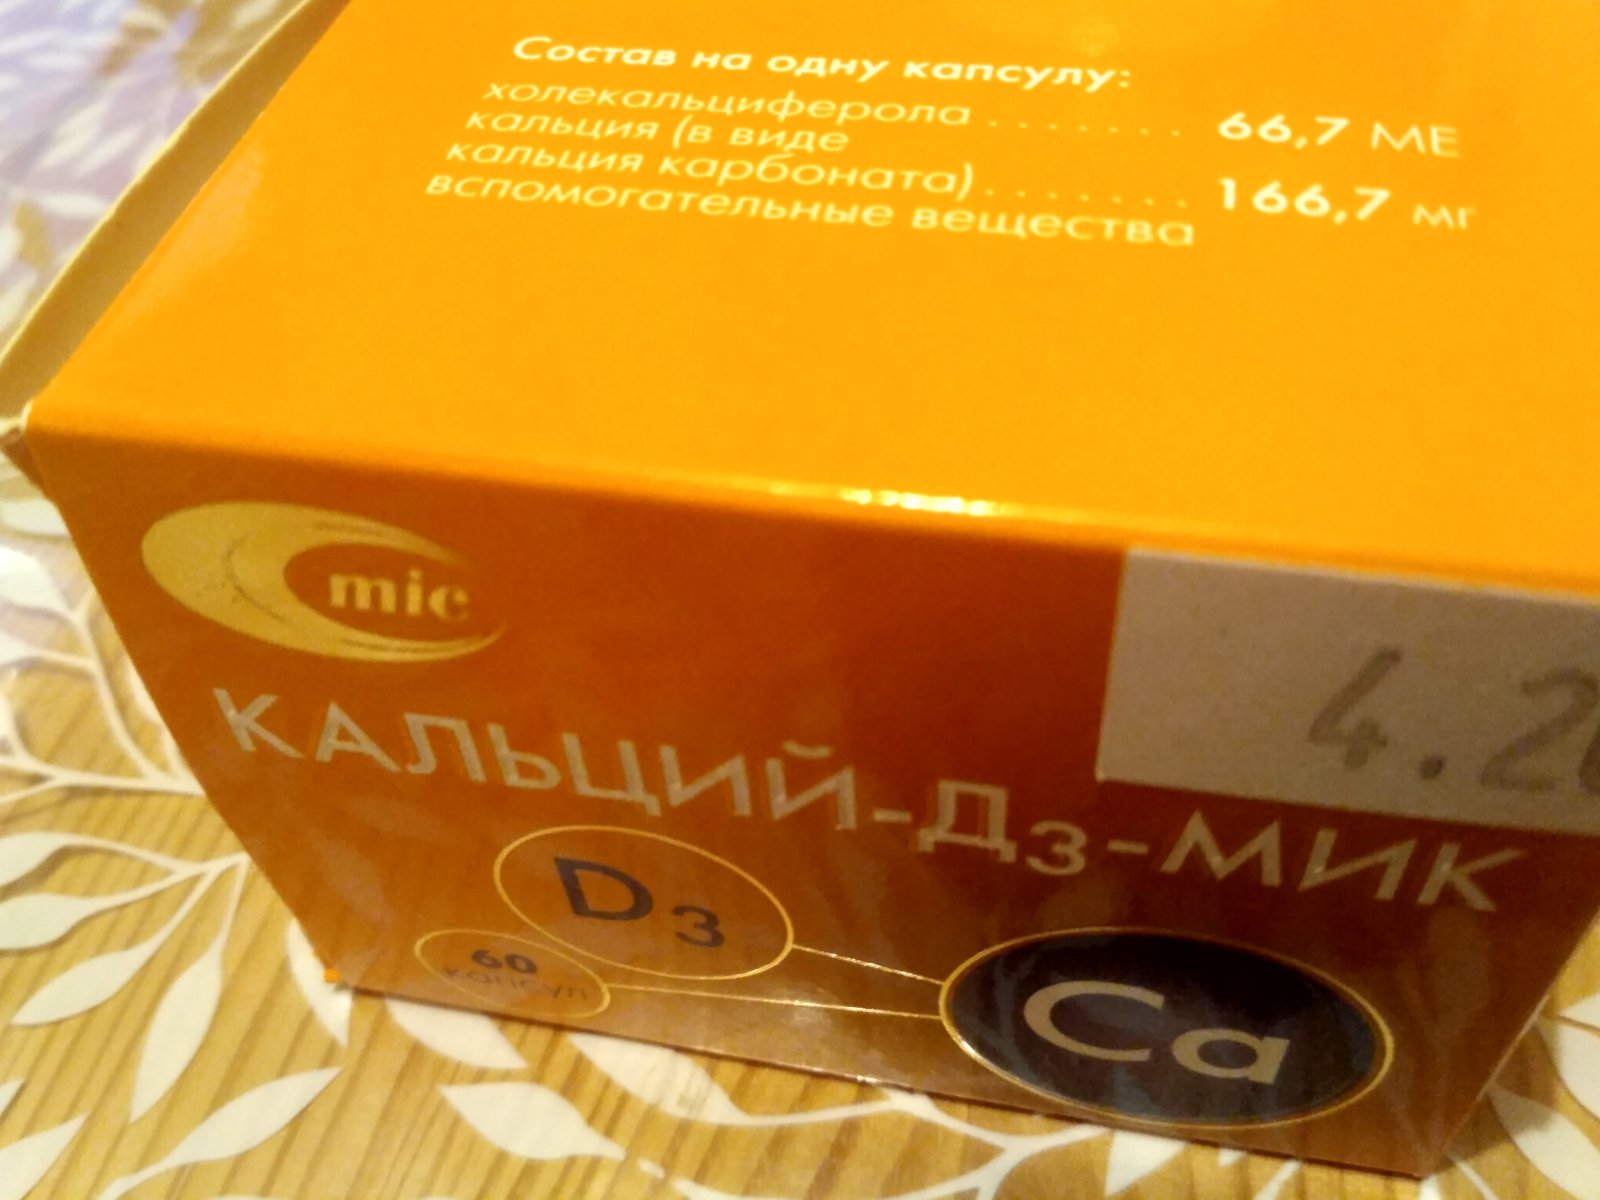 Состав на одну капсулу:
холекальциферола ....... 66,7 МЕ
кальция (в виде
кальция карбоната) ....... 166,7 мг
вспомогательные вещества
mic
КАЛЬЦИЙ-Д3-МИК
4.2
D3
60
капсул
Ca